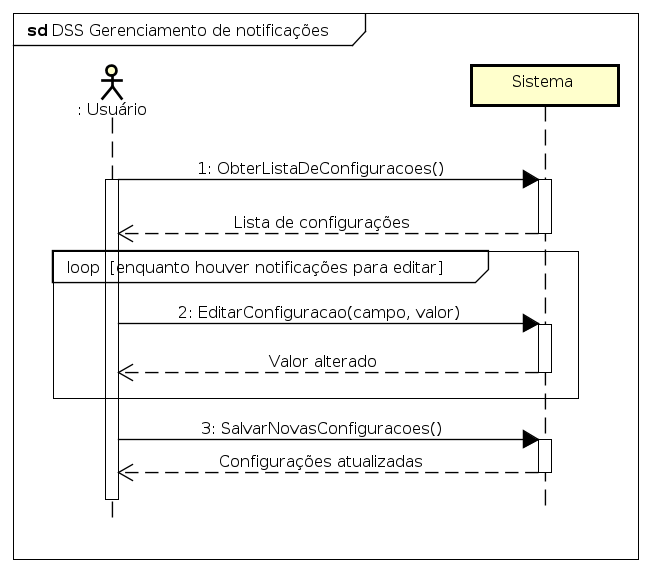 sd DSS Gerenciamento de notificações
: Usuário
Sistema
1: ObterListaDeConfiguracoes()
Lista de configurações
loop [enquanto houver notificações para editar]
2: EditarConfiguracao(campo, valor)
Valor alterado
3: SalvarNovasConfiguracoes()
Configurações atualizadas